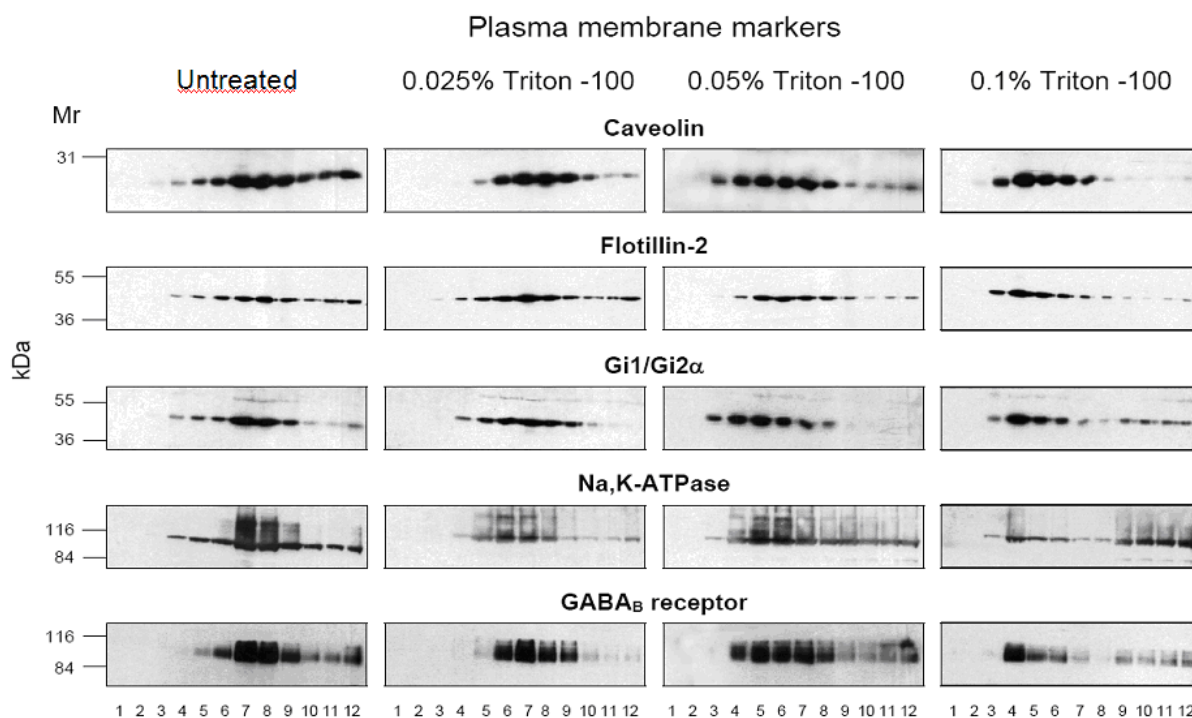 Plasma membrane markers
Untreated 0.025% Triton -100 0.05% Triton -100 0.1% Triton -100
Mr
Caveolin
31
Flotillin-2
55
36
kDa
Gi1/Gi2α
55
36
Na,K-ATPase
116
84
GABAB receptor
116
84
1 2 3 4 5 6 7 8 9 10 11 12 1 2 3 4 5 6 7 8 9 10 11 12 1 2 3 4 5 6 7 8 9 10 11 12 1 2 3 4 5 6 7 8 9 10 11 12